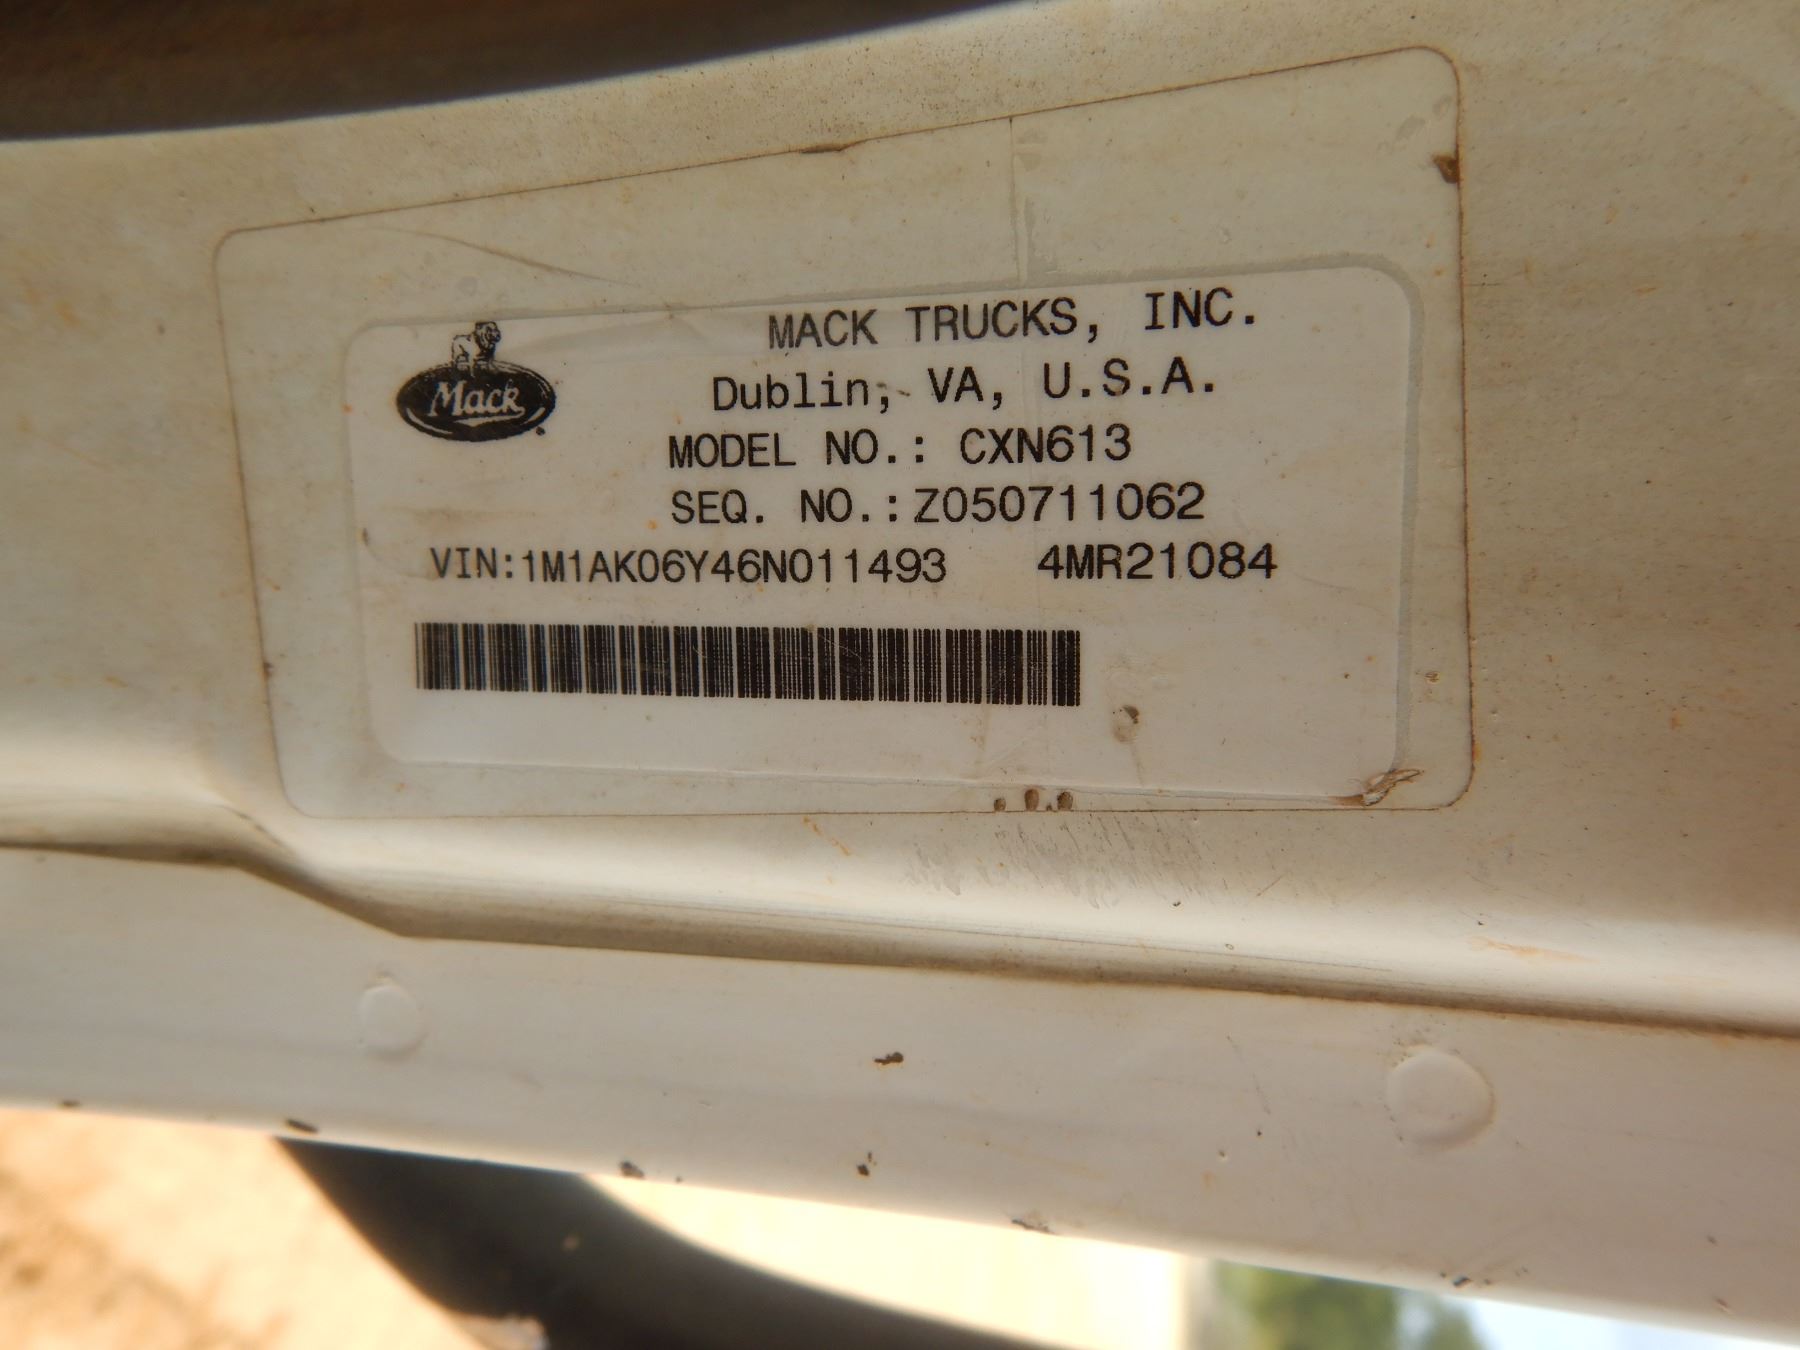 Mack
MACK TRUCKS, INC.
Dublin, VA, U.S.A.
MODEL NO.: CXN613
SEQ. NO.:Z050711062
VIN:1M1AK06Y46N011493 4MR21084